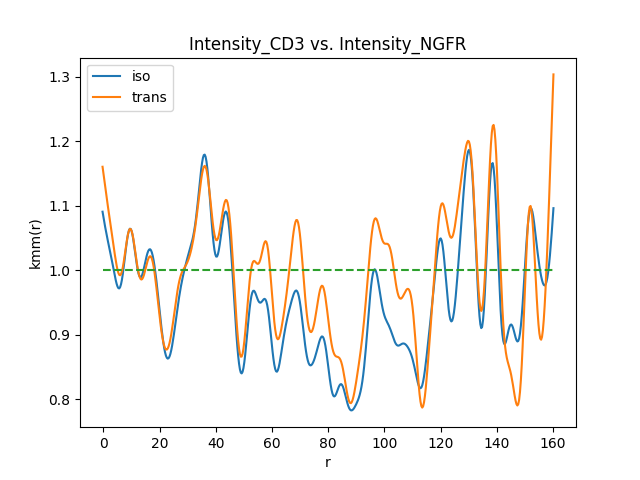 Intensity_CD3 vs. Intensity_NGFR
iso
trans
kmm(r)
1.3
1.2
1.1
1.0
0.9
0.8
0 20 40 60 80 100 120 140 160
r